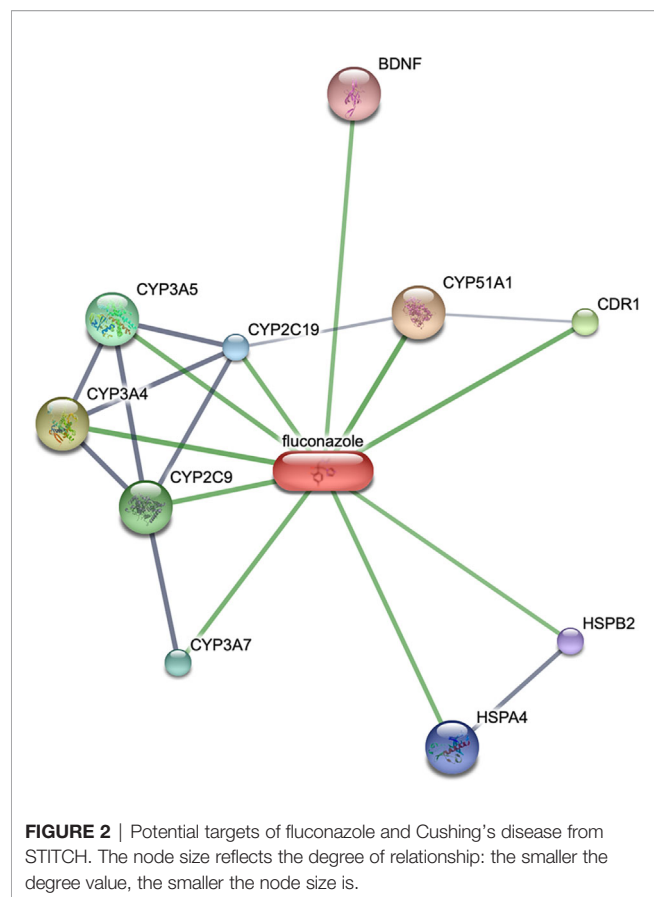 BDNF
CYP3A5
CYP51A1
CDR1
CYP2C19
CYP3A4
fluconazole
CYP2C9
HSPB2
CYP3A7
HSPA4
FIGURE 2 | Potential targets of fluconazole and Cushing’s disease from
STITCH. The node size reflects the degree of relationship: the smaller the
degree value, the smaller the node size is.